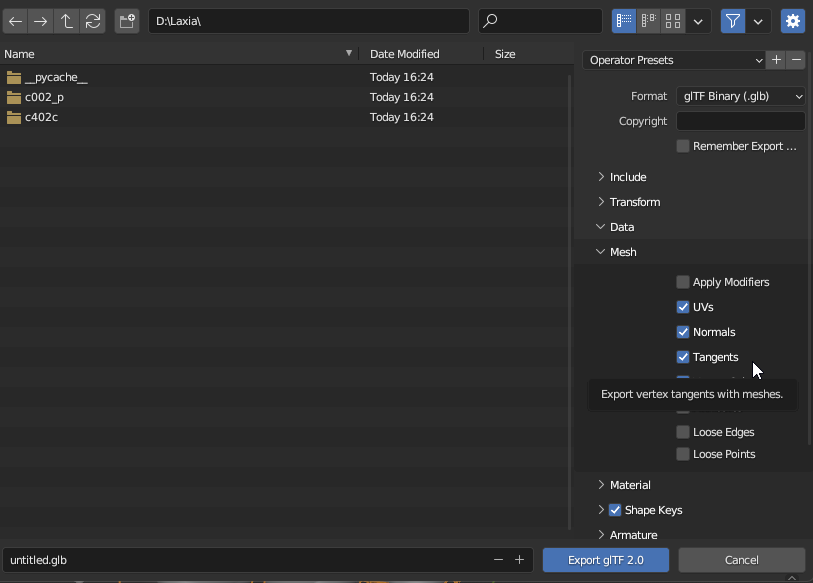 D:\Laxia\
Name
Date Modified
Size
__pycache__
Today 16:24
c002_p
Today 16:24
c402c
Today 16:24
Operator Presets
Format
glTF Binary (.glb)
Copyright
Remember Export ...
Include
Transform
Data
Mesh
Apply Modifiers
UVs
Normals
Tangents
Export vertex tangents with meshes.
Loose Edges
Loose Points
Material
Shape Keys
Armature
untitled.glb
Export glTF 2.0
Cancel